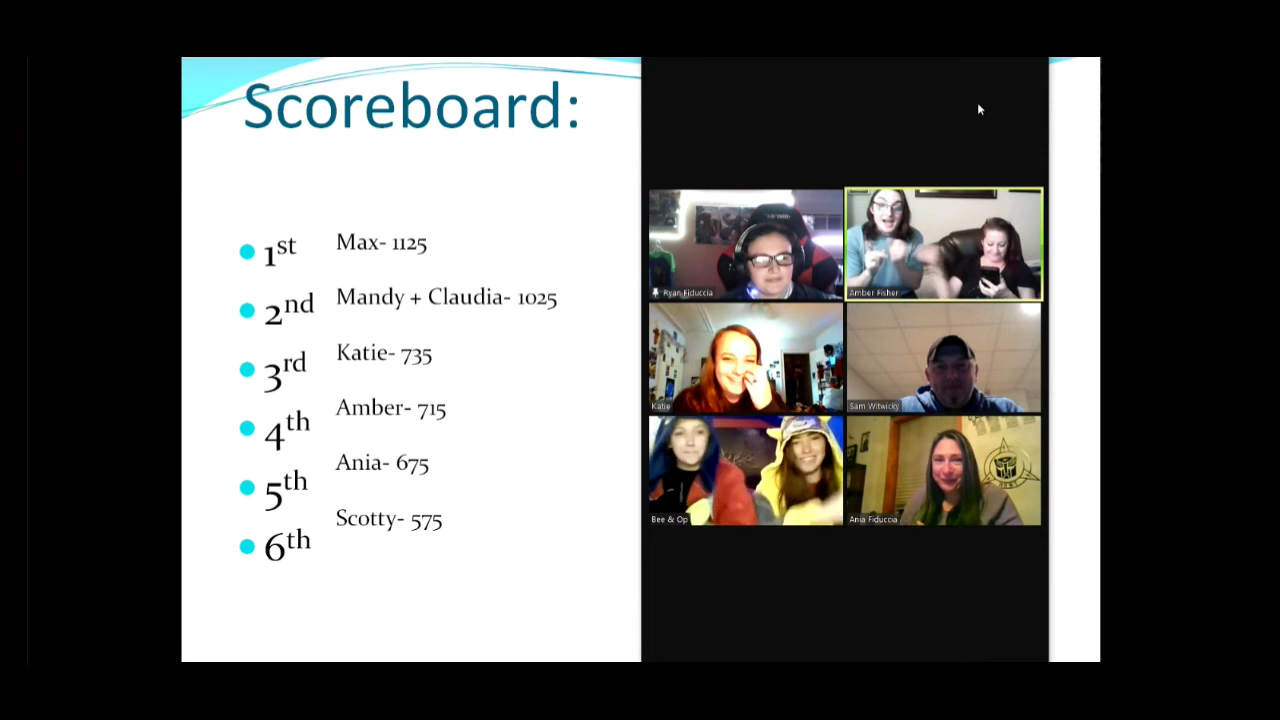 Scoreboard:
1st Max- 1125
2nd Mandy + Claudia- 1025
3rd Katie- 735
4th Amber- 715
5th Ania- 675
6th Scotty- 575
Ryan Fiduccia
Amber Fisher
Katie
Sam Witwicky
Bee & Op
Ania Fiduccia